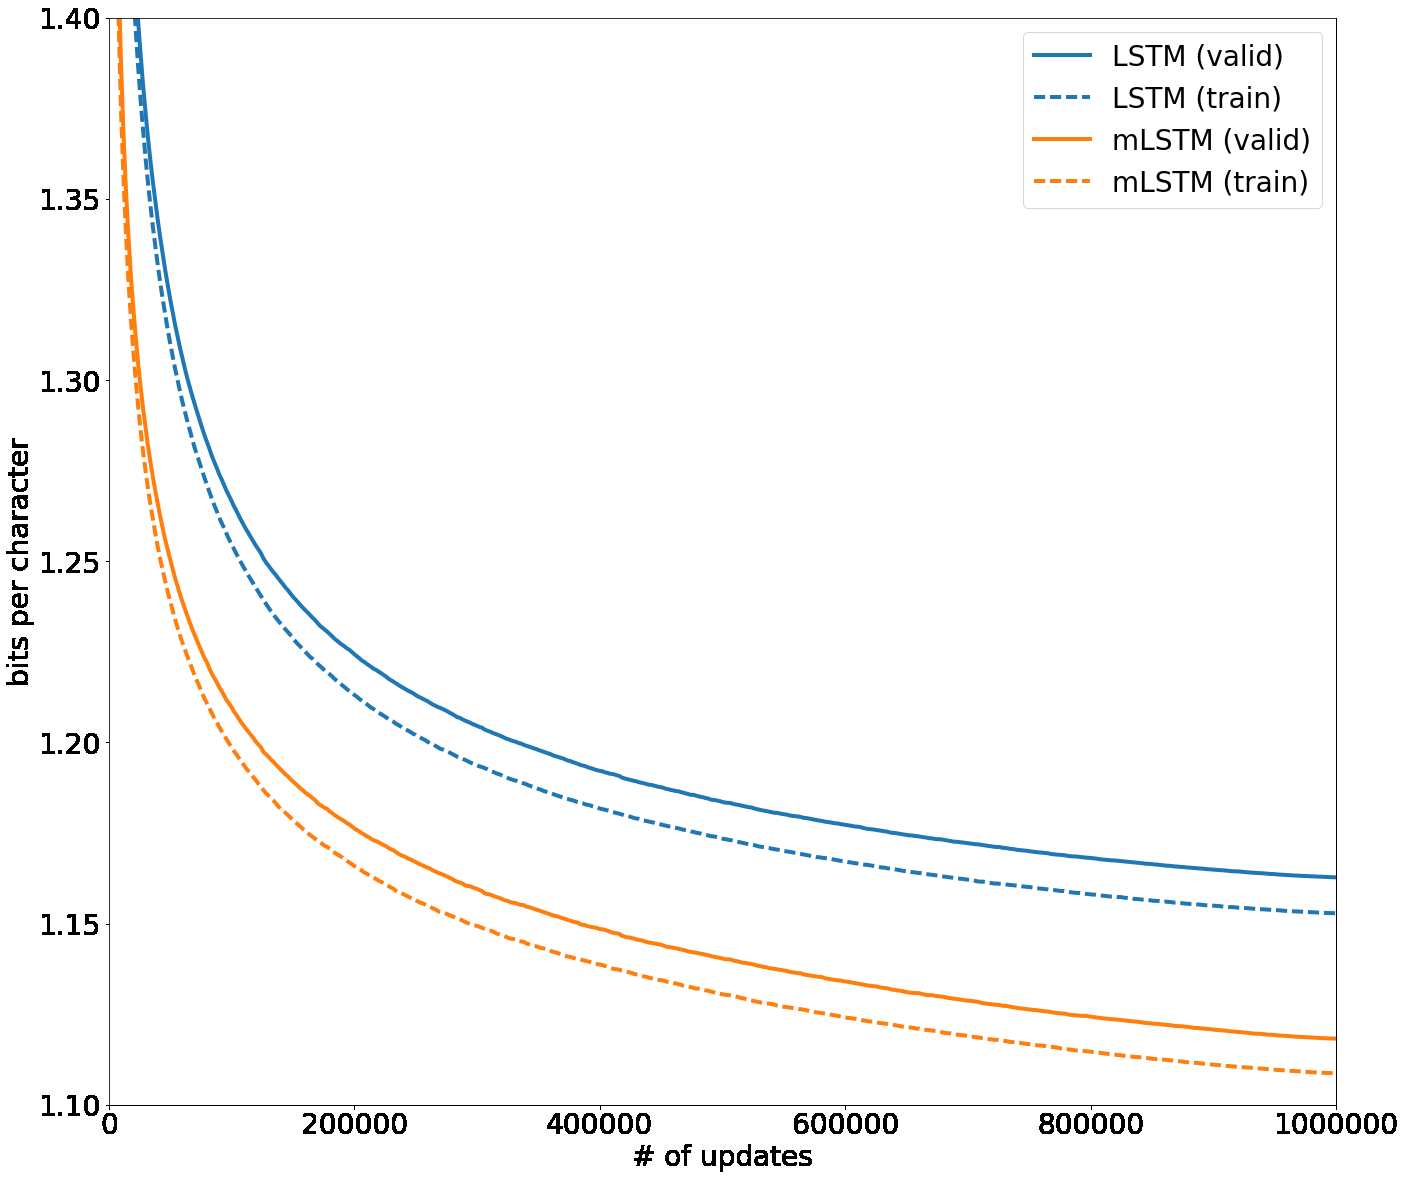 1.40
1.35
1.30
1.25
1.20
1.15
1.10
bits per character
LSTM (valid)
LSTM (train)
mLSTM (valid)
mLSTM (train)
0 200000 400000 600000 800000 1000000
# of updates